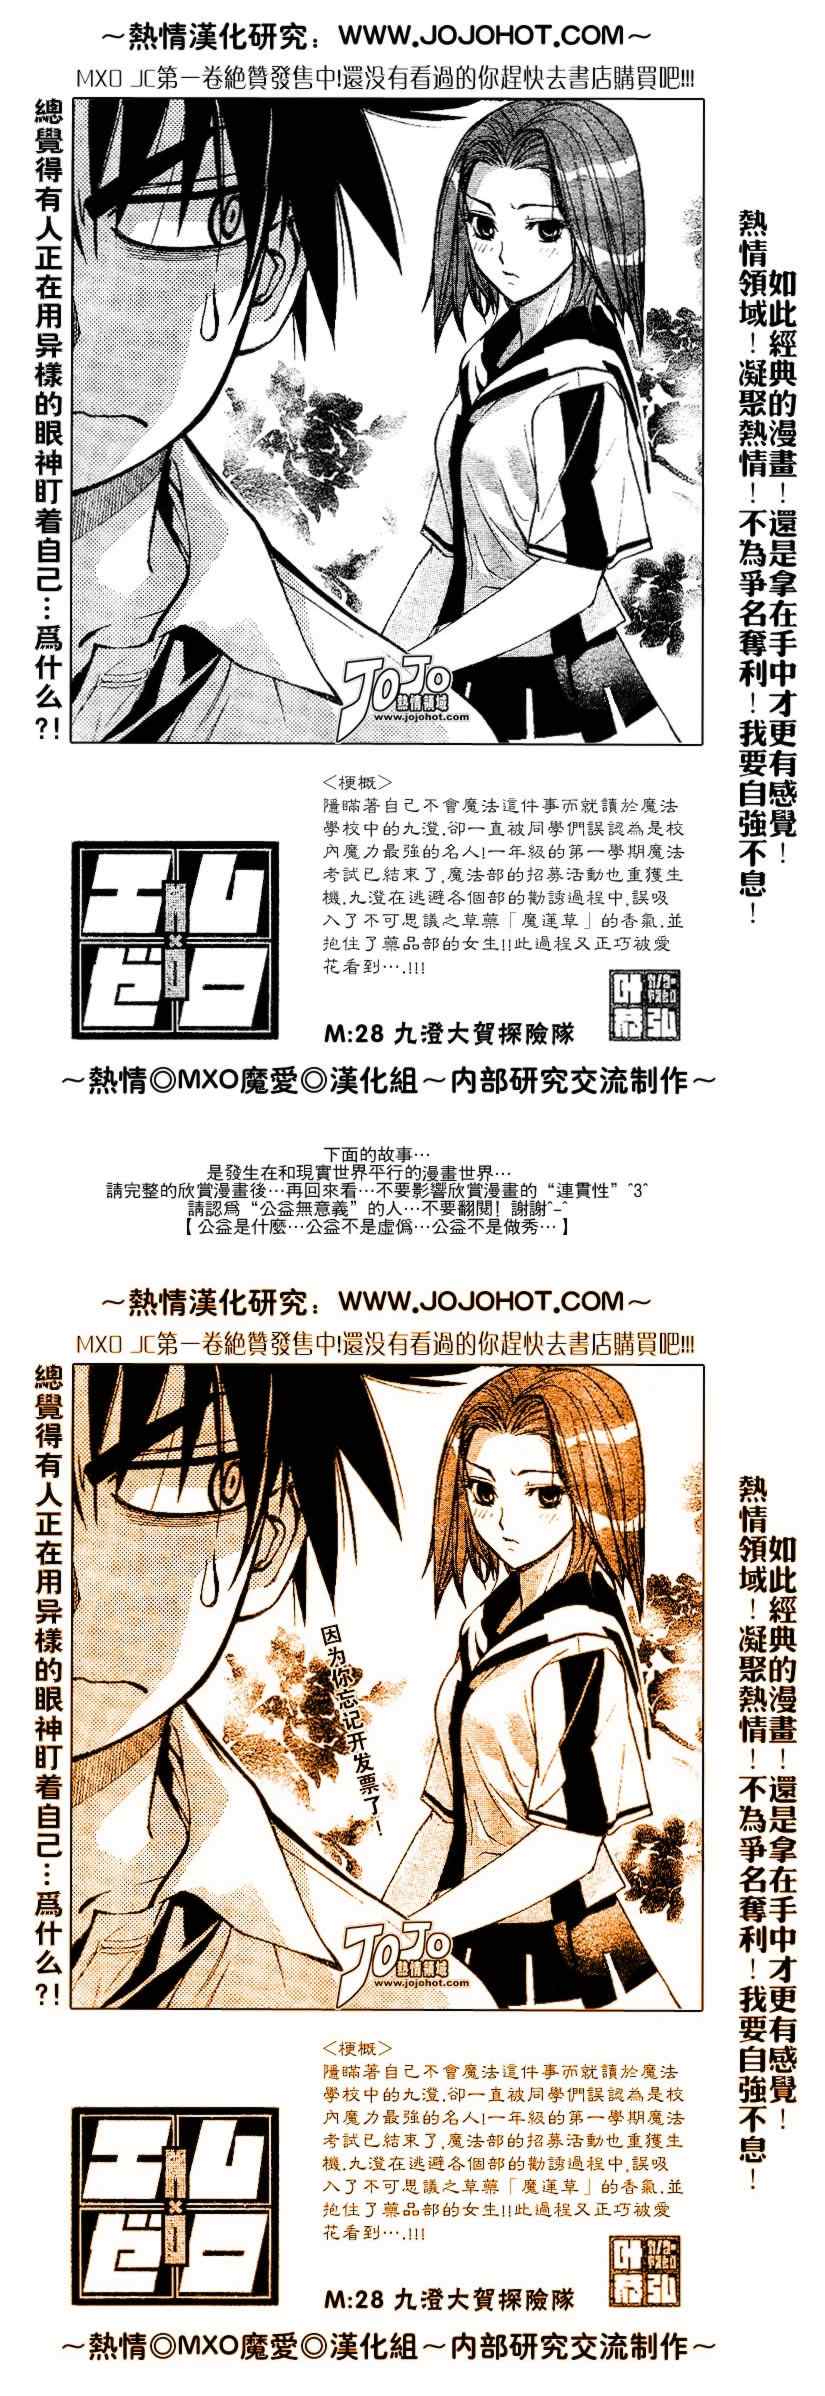 ～熱情漢化研究：WWW.JOJOHOT.COM～
MXO JC第一卷絶贊發售中!還没有看過的你趕快去書店購買吧!!!
總覺得有人正在用异樣的眼神盯着自己…爲什么?!
如此經典的漫畫！還是拿在手中才更有感覺！
熱情領域！凝聚熱情！不為爭名奪利！我要自強不息！
JOJO
熱情領域
www.jojohot.com
<梗概>
隱瞞著自己不會魔法這件事而就讀於魔法
學校中的九澄.卻一直被同學們誤認為是校
內魔力最強的名人!一年級的第一學期魔法
考試已結束了,魔法部的招募活動也重獲生
機.九澄在逃避各個部的勸誘過程中,誤吸
入了不可思議之草藥「魔蓮草」的香氣.並
抱住了藥品部的女生!!此過程又正巧被愛
花看到….!!!
エム
M×0
ゼロ
叶恭弘
M:28 九澄大賀探險隊
～熱情◎MXO魔愛◎漢化組～内部研究交流制作～
下面的故事…
是發生在和現實世界平行的漫畫世界…
請完整的欣賞漫畫後…再回來看…不要影響欣賞漫畫的“連貫性”^3^
請認爲“公益無意義”的人…不要翻閱！謝謝^-^
【公益是什麼…公益不是虛僞…公益不是做秀…】
～熱情漢化研究：WWW.JOJOHOT.COM～
MXO JC第一卷絶贊發售中!還没有看過的你趕快去書店購買吧!!!
總覺得有人正在用异樣的眼神盯着自己…爲什么?!
因为你忘记开发票了！
如此經典的漫畫！還是拿在手中才更有感覺！
熱情領域！凝聚熱情！不為爭名奪利！我要自強不息！
JOJO
熱情領域
www.jojohot.com
<梗概>
隱瞞著自己不會魔法這件事而就讀於魔法
學校中的九澄.卻一直被同學們誤認為是校
內魔力最強的名人!一年級的第一學期魔法
考試已結束了,魔法部的招募活動也重獲生
機.九澄在逃避各個部的勸誘過程中,誤吸
入了不可思議之草藥「魔蓮草」的香氣.並
抱住了藥品部的女生!!此過程又正巧被愛
花看到….!!!
エム
M×0
ゼロ
叶恭弘
M:28 九澄大賀探險隊
～熱情◎MXO魔愛◎漢化組～内部研究交流制作～